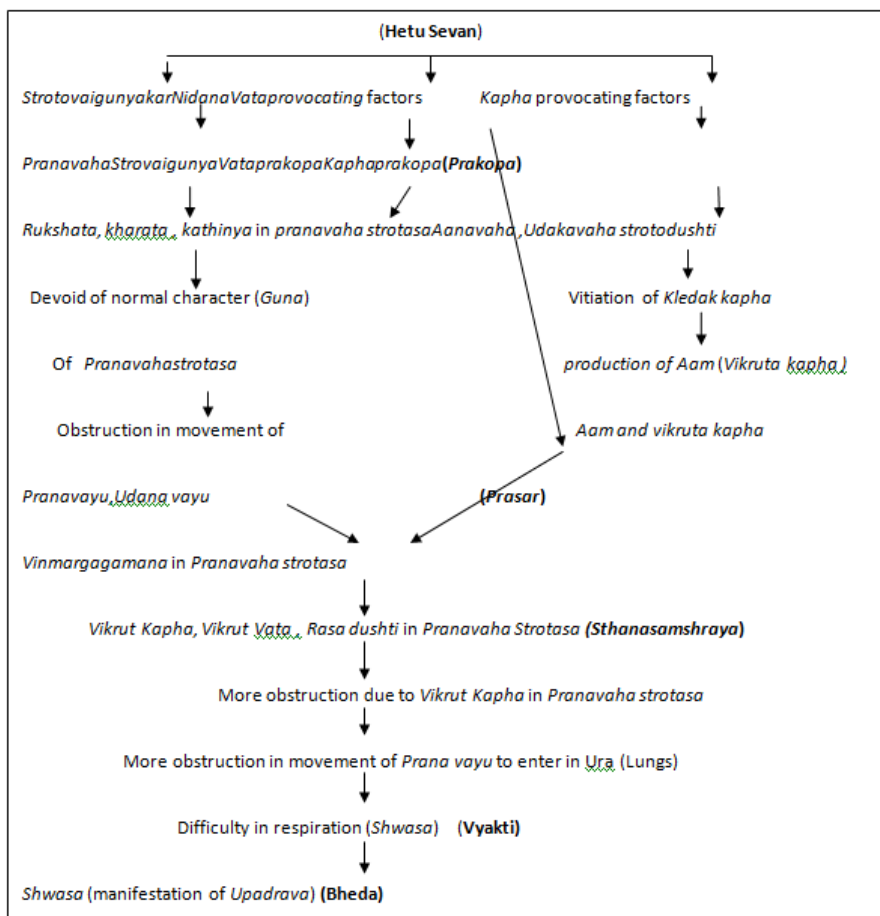 (Hetu Sevan)
StrotovaigunyakarNidanaVataprovocating factors Kapha provocating factors
PranavahaStrovaigunyaVataprakopaKaphaprakopa(Prakopa)
Rukshata, kharata , kathinya in pranavaha strotasaAanavaha ,Udakavaha strotodushti
Devoid of normal character (Guna) Vitiation of Kledak kapha
Of Pranavahastrotasa production of Aam (Vikruta kapha )
Obstruction in movement of Aam and vikruta kapha
Pranavayu,Udana vayu (Prasar)
Vinmargagamana in Pranavaha strotasa
Vikrut Kapha, Vikrut Vata , Rasa dushti in Pranavaha Strotasa (Sthanasamshraya)
More obstruction due to Vikrut Kapha in Pranavaha strotasa
More obstruction in movement of Prana vayu to enter in Ura (Lungs)
Difficulty in respiration (Shwasa) (Vyakti)
Shwasa (manifestation of Upadrava) (Bheda)